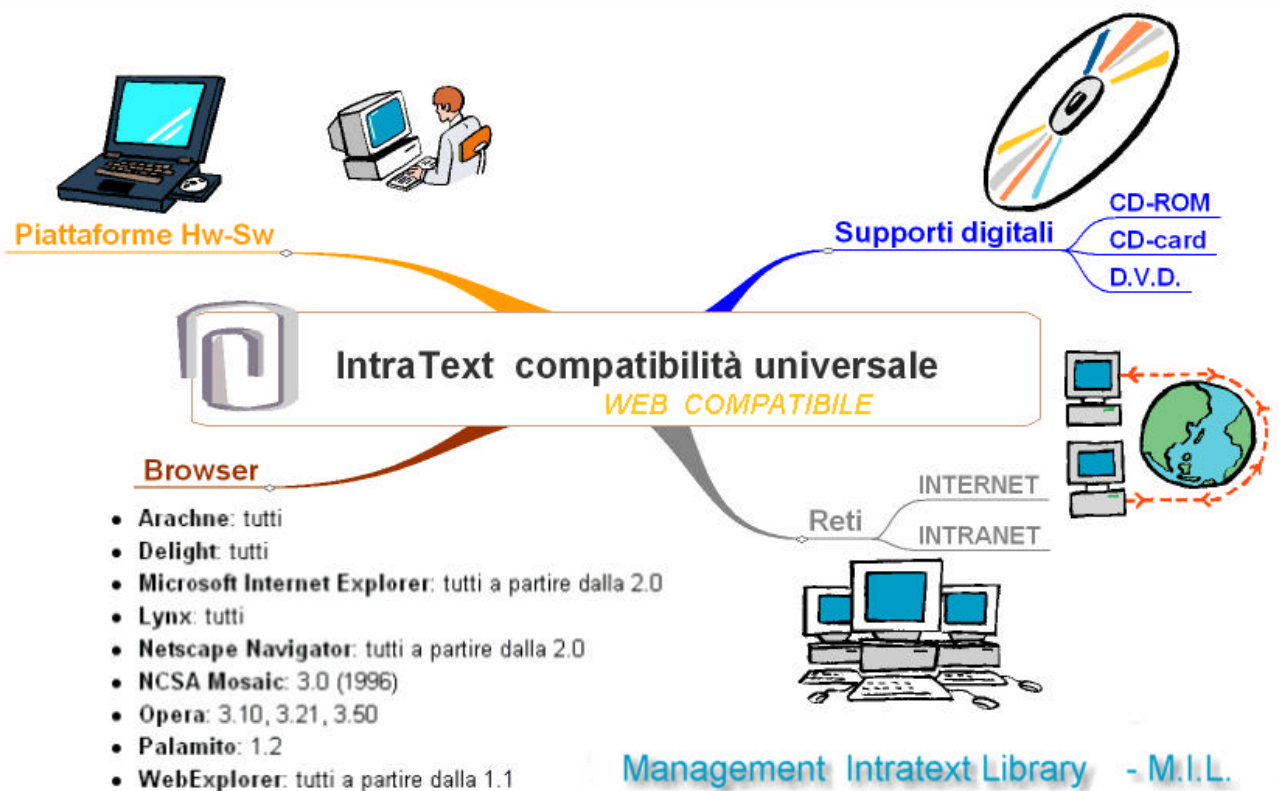 Piattaforme Hw-Sw
Supporti digitali
CD-ROM
CD-card
D.V.D.
IntraText compatibilità universale
WEB COMPATIBILE
Browser
• Arachne: tutti
• Delight: tutti
• Microsoft Internet Explorer: tutti a partire dalla 2.0
• Lynx: tutti
• Netscape Navigator: tutti a partire dalla 2.0
• NCSA Mosaic: 3.0 (1996)
• Opera: 3.10, 3.21, 3.50
• Palamito: 1.2
• WebExplorer: tutti a partire dalla 1.1
Reti
INTERNET
INTRANET
Management Intratext Library - M.I.L.